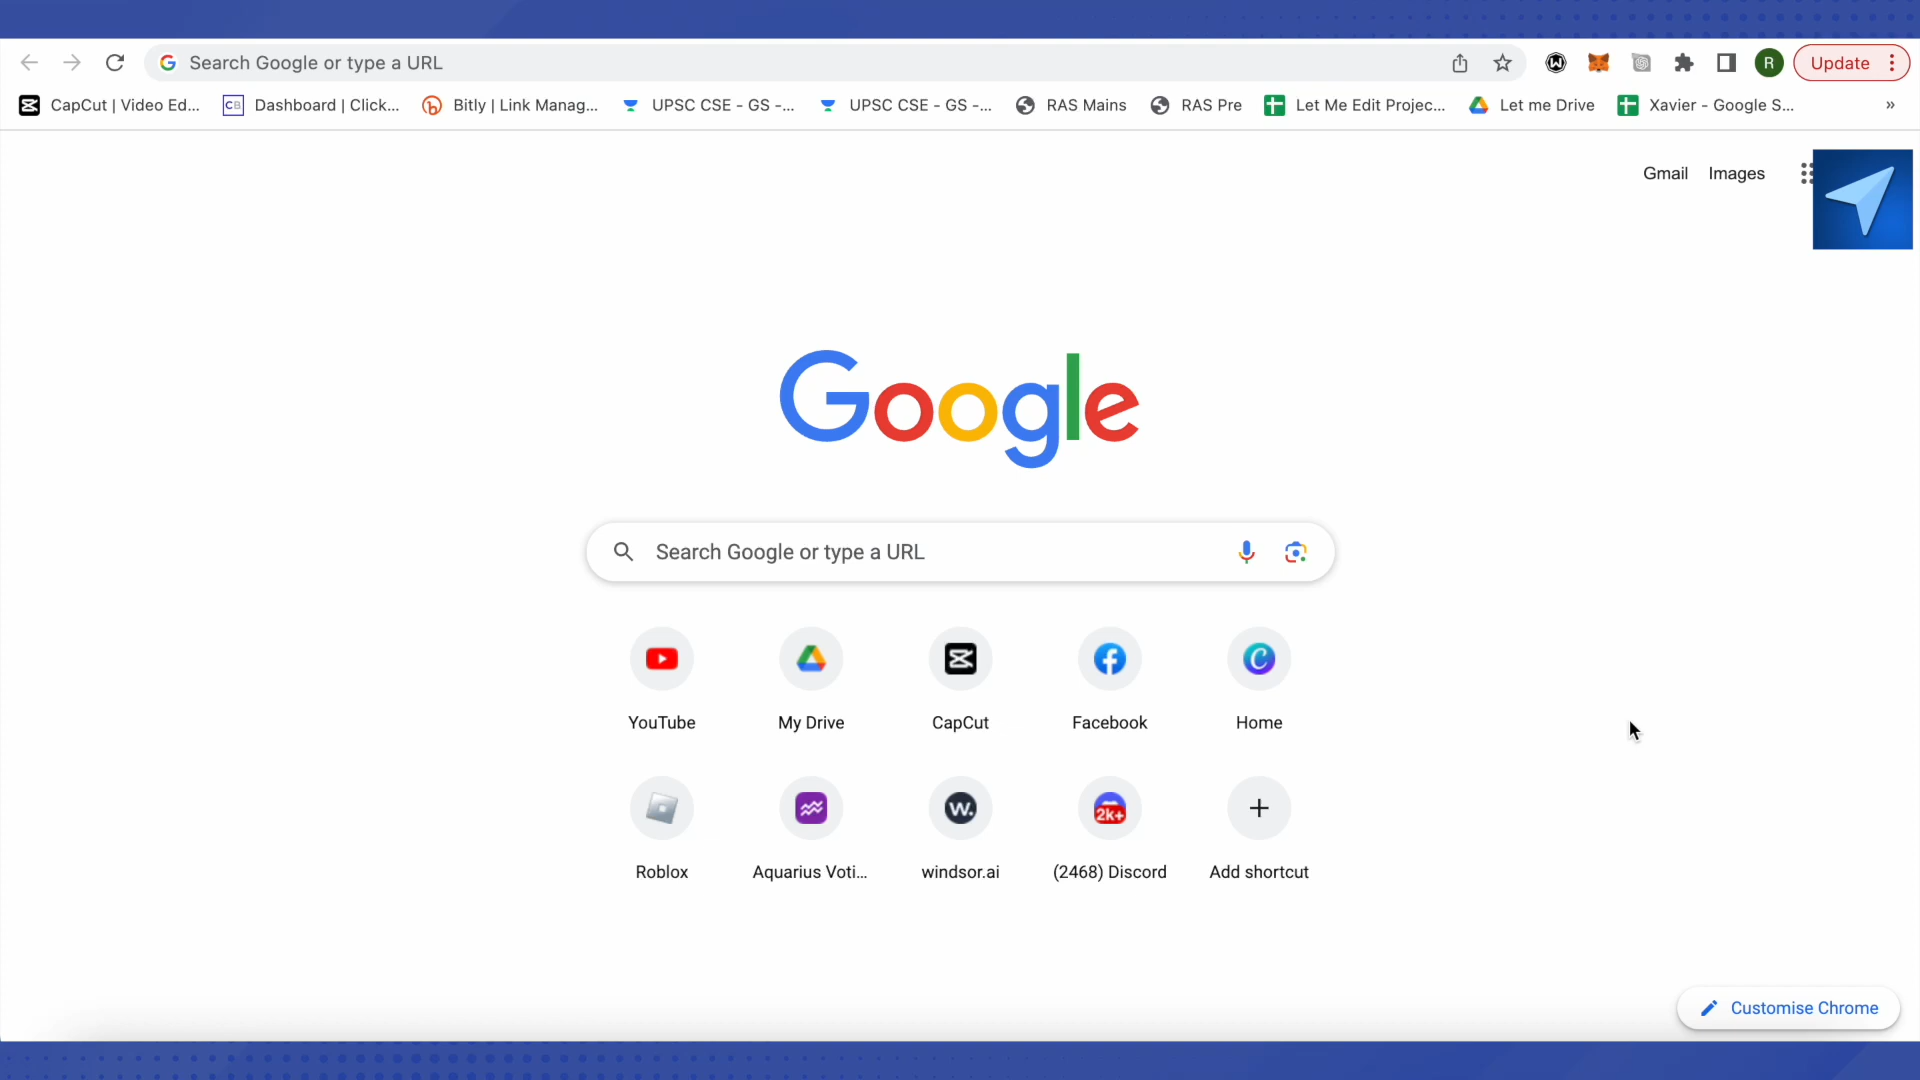 Search Google or type a URL
R
Update
CapCut | Video Ed...
CB
Dashboard | Click...
Bitly | Link Manag...
UPSC CSE - GS -...
UPSC CSE - GS -...
RAS Mains
RAS Pre
Let Me Edit Projec...
Let me Drive
Xavier - Google S...
»
Gmail
Images
Google
Search Google or type a URL
YouTube
My Drive
CapCut
Facebook
Home
w.
2k+
Roblox
Aquarius Voti...
windsor.ai
(2468) Discord
Add shortcut
Customise Chrome